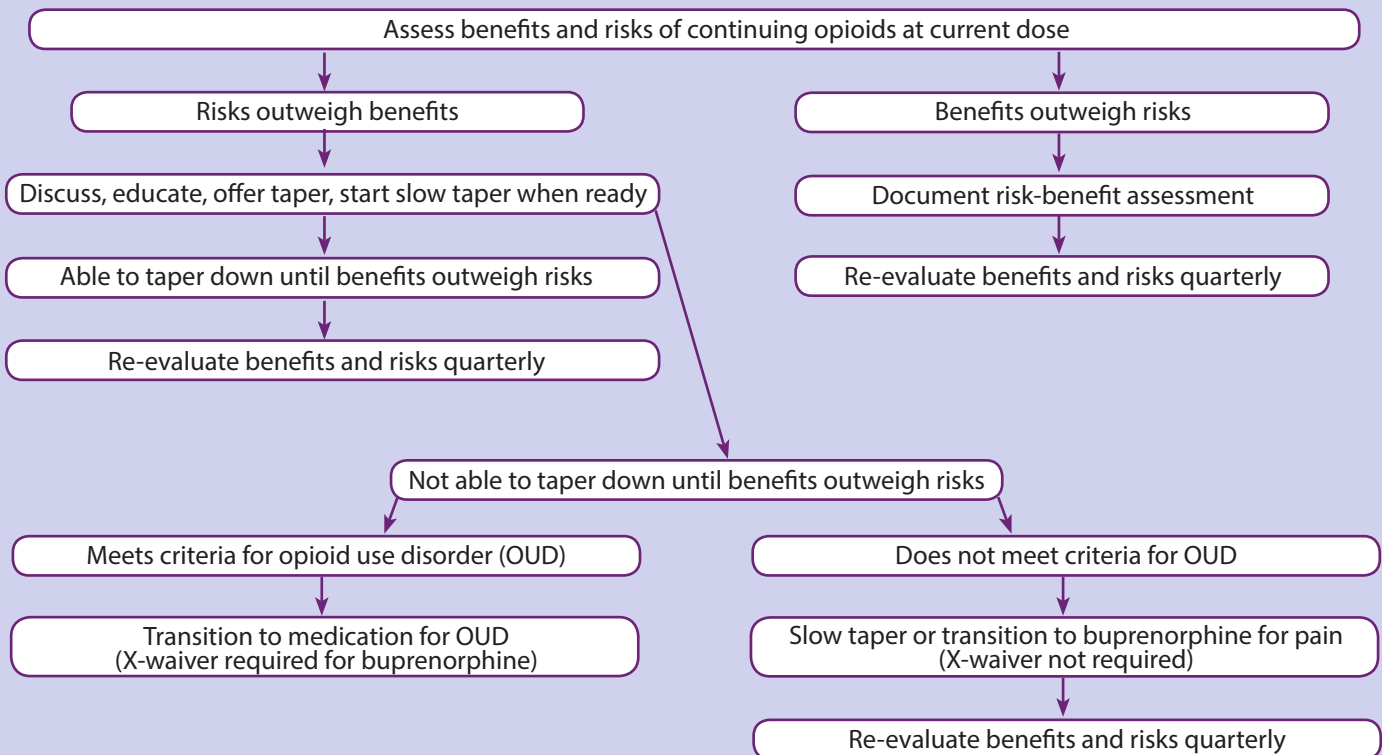 Assess benefits and risks of continuing opioids at current dose
Risks outweigh benefits
Benefits outweigh risks
Discuss, educate, offer taper, start slow taper when ready
Document risk-benefit assessment
Able to taper down until benefits outweigh risks
Re-evaluate benefits and risks quarterly
Re-evaluate benefits and risks quarterly
Not able to taper down until benefits outweigh risks
Meets criteria for opioid use disorder (OUD)
Does not meet criteria for OUD
Transition to medication for OUD
(X-waiver required for buprenorphine)
Slow taper or transition to buprenorphine for pain
(X-waiver not required)
Re-evaluate benefits and risks quarterly